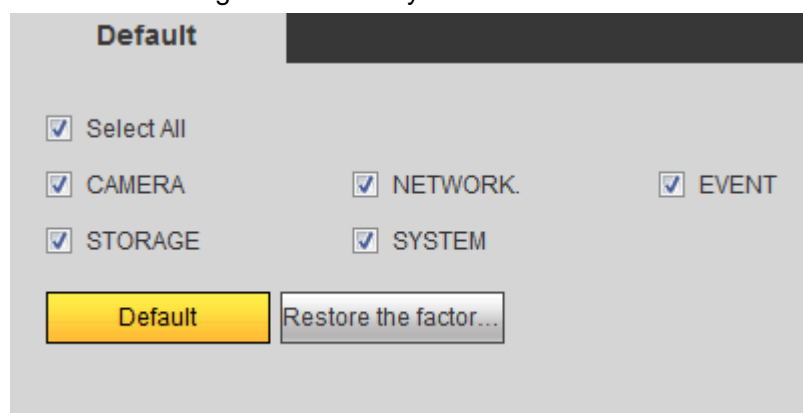 Default
Select All
CAMERA NETWORK. EVENT
STORAGE SYSTEM
Default Restore the factor...